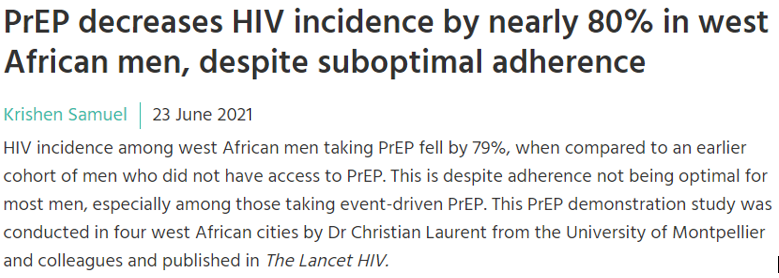 PrEP decreases HIV incidence by nearly 80% in west
African men, despite suboptimal adherence
Krishen Samuel | 23 June 2021
HIV incidence among west African men taking PrEP fell by 79%, when compared to an earlier
cohort of men who did not have access to PrEP. This is despite adherence not being optimal for
most men, especially among those taking event-driven PrEP. This PrEP demonstration study was
conducted in four west African cities by Dr Christian Laurent from the University of Montpellier
and colleagues and published in The Lancet HIV.